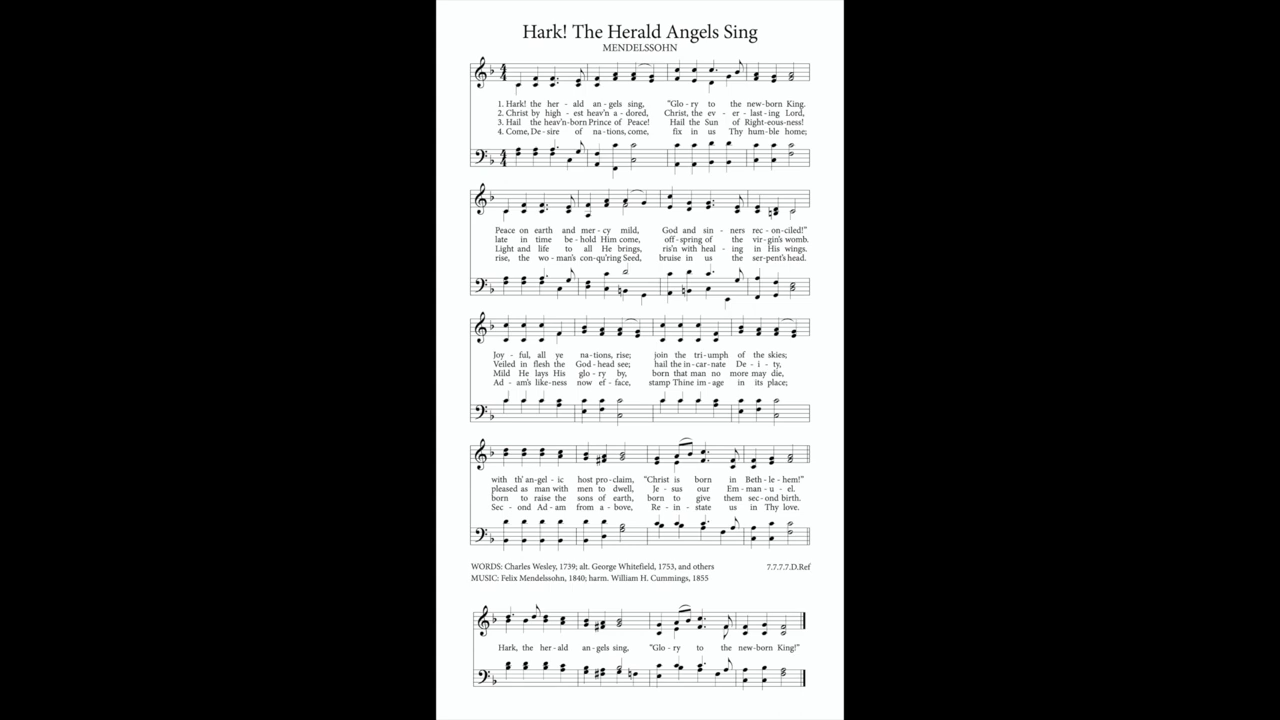 Hark! The Herald Angels Sing
MENDELSSOHN
1. Hark! the her - ald an - gels sing, "Glo - ry to the new-born King.
2. Christ by high - est heav'n a - dored, Christ, the ev - er - last - ing Lord,
3. Hail the heav'n-born Prince of Peace! Hail the Sun of Right-eous-ness!
4. Come, De - sire of na - tions, come, fix in us Thy hum - ble home;
Peace on earth and mer - cy mild, God and sin - ners rec - on-ciled!"
late in time be - hold Him come, off - spring of the vir - gin's womb.
Light and life to all He brings, ris'n with heal - ing in His wings.
rise, the wo - man's con-qu'ring Seed, bruise in us the ser-pent's head.
Joy - ful, all ye na - tions, rise; join the tri - umph of the skies;
Veiled in flesh the God - head see; hail the in - car - nate De - i - ty,
Mild He lays His glo - ry by, born that man no more may die,
Ad - am's like-ness now ef - face, stamp Thine im - age in its place;
with th' an-gel - ic host pro-claim, "Christ is born in Beth - le - hem!"
pleased as man with men to dwell, Je - sus our Em - man - u - el.
born to raise the sons of earth, born to give them sec - ond birth.
Sec - ond Ad - am from a - bove, Re - in - state us in Thy love.
WORDS: Charles Wesley, 1739; alt. George Whitefield, 1753, and others 7.7.7.7.D.Ref
MUSIC: Felix Mendelssohn, 1840; harm. William H. Cummings, 1855
Hark, the her - ald an - gels sing, "Glo - ry to the new-born King!"